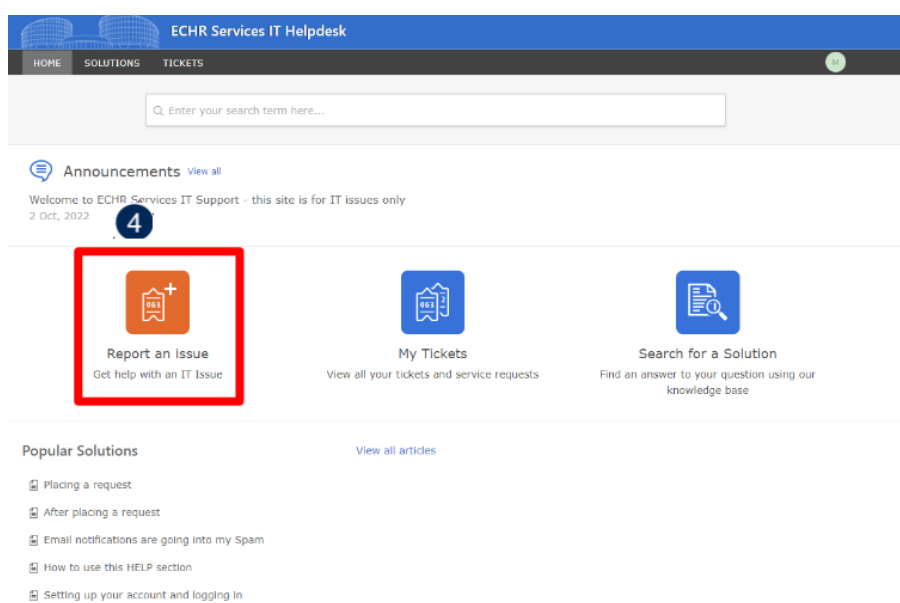 ECHR Services IT Helpdesk
HOME SOLUTIONS TICKETS M
Enter your search term here...
Announcements View all
Welcome to ECHR Services IT Support - this site is for IT issues only
2 Oct, 2022
4
063
Report an issue
Get help with an IT Issue
063 2
My Tickets
View all your tickets and service requests
Search for a Solution
Find an answer to your question using our
knowledge base
Popular Solutions View all articles
Placing a request
After placing a request
Email notifications are going into my Spam
How to use this HELP section
Setting up your account and logging in